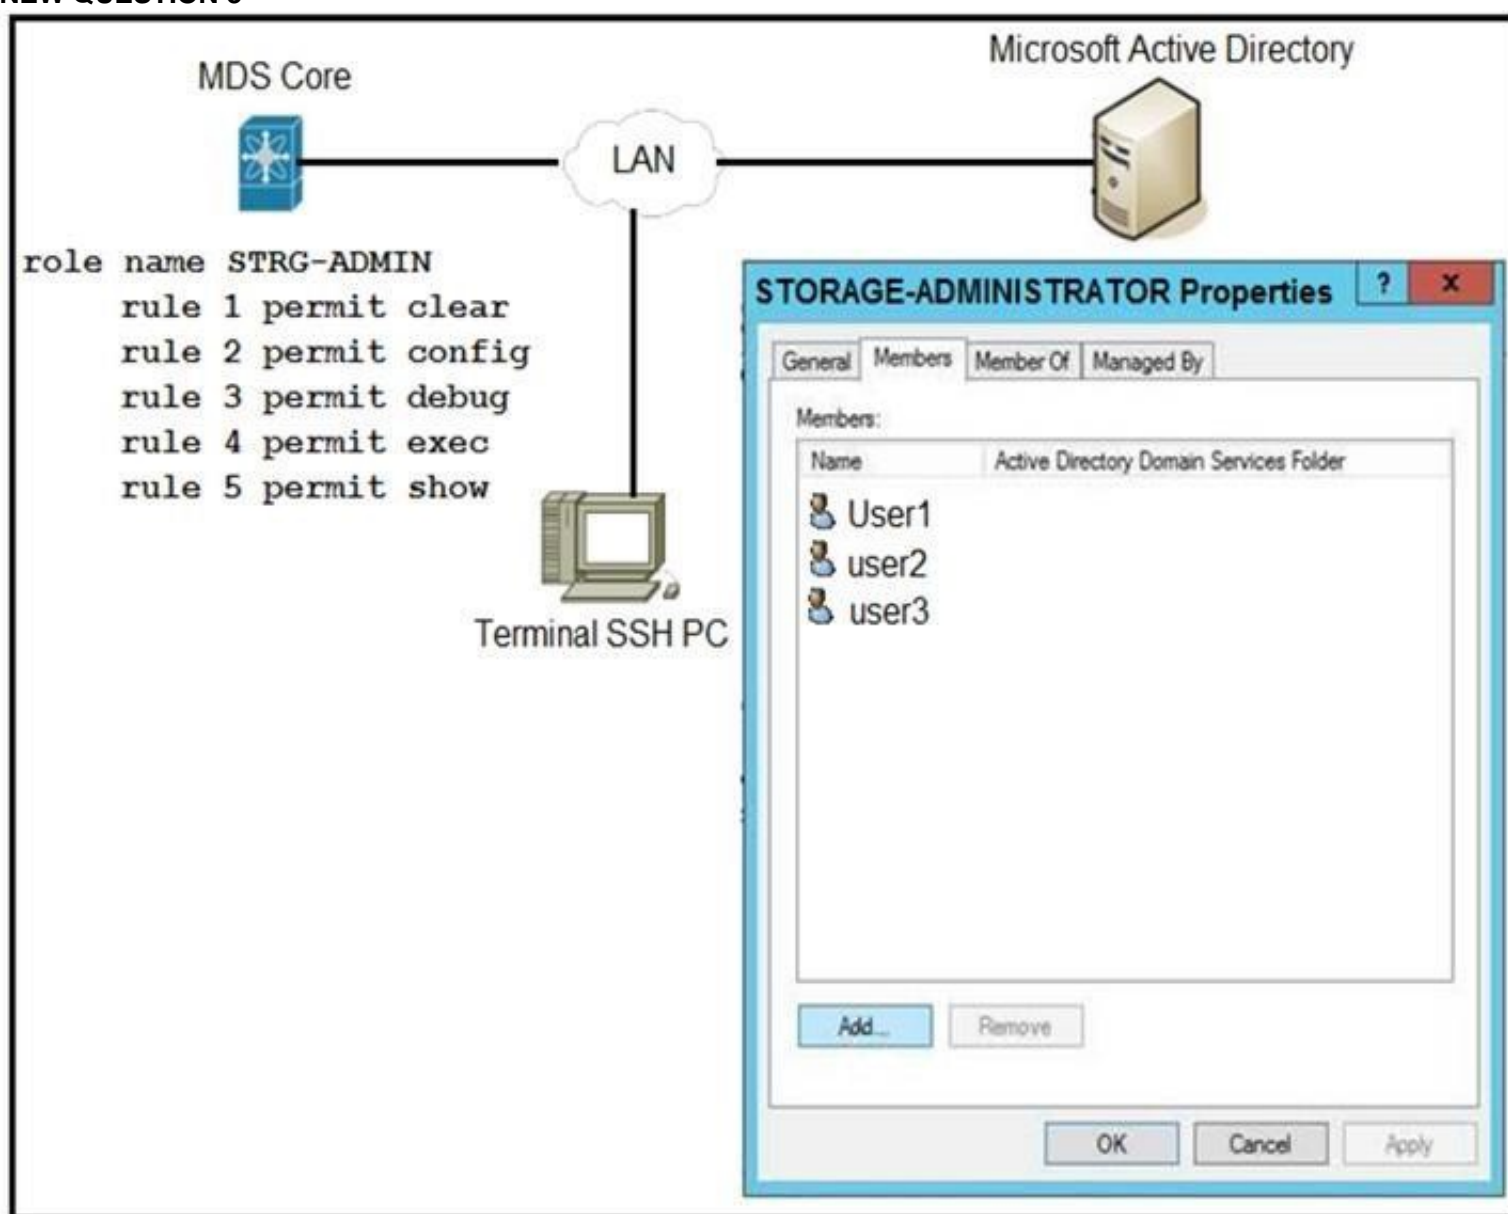 NEW QUESTION
MDS Core
Microsoft Active Directory
LAN
role name STRG-ADMIN
rule 1 permit clear
rule 2 permit config
rule 3 permit debug
rule 4 permit exec
rule 5 permit show
Terminal SSH PC
STORAGE-ADMINISTRATOR Properties ? x
General Members Member Of Managed By
Members:
Name Active Directory Domain Services Folder
User1
user2
user3
Add... Remove
OK Cancel Apply